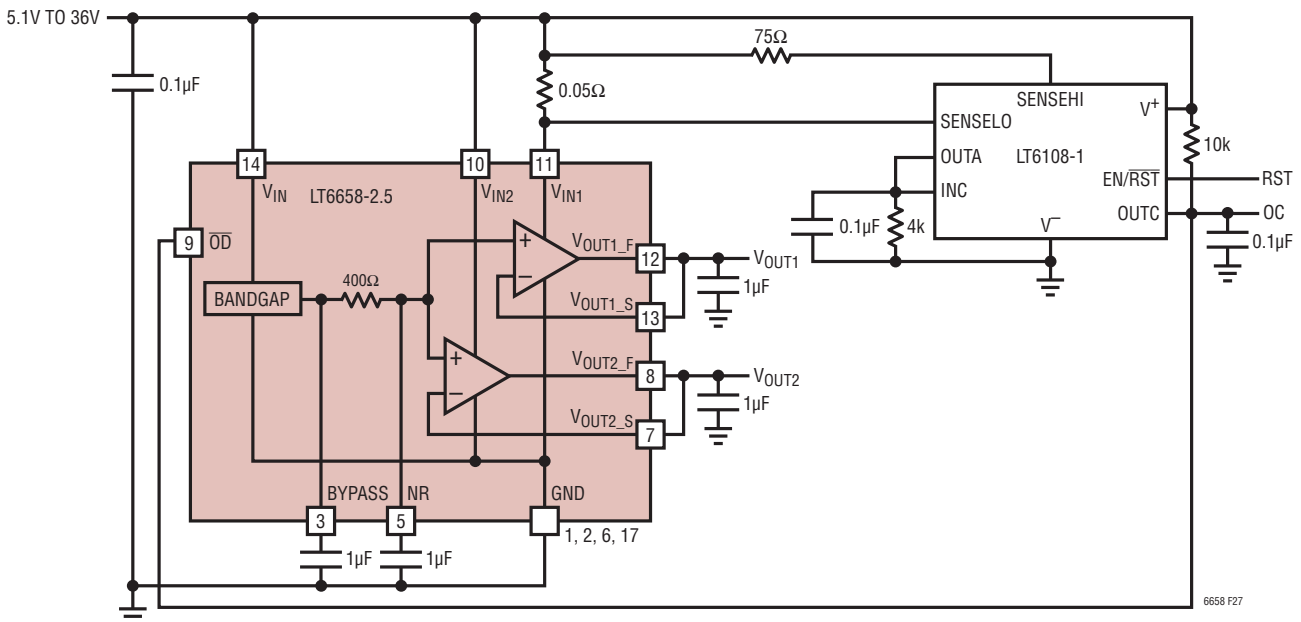 5.1V TO 36V
75Ω
0.1µF
0.05Ω
SENSEHI
V+
SENSELO
10k
14
10
11
OUTA
LT6108-1
VIN
LT6658-2.5
VIN2
VIN1
INC
EN/RST
RST
9
OD
0.1µF
4k
V–
OUTC
OC
0.1µF
+
–
VOUT1_F
12
VOUT1
1µF
400Ω
BANDGAP
VOUT1_S
13
+
–
VOUT2_F
8
VOUT2
1µF
VOUT2_S
7
BYPASS
NR
GND
3
5
1, 2, 6, 17
1µF
1µF
6658 F27